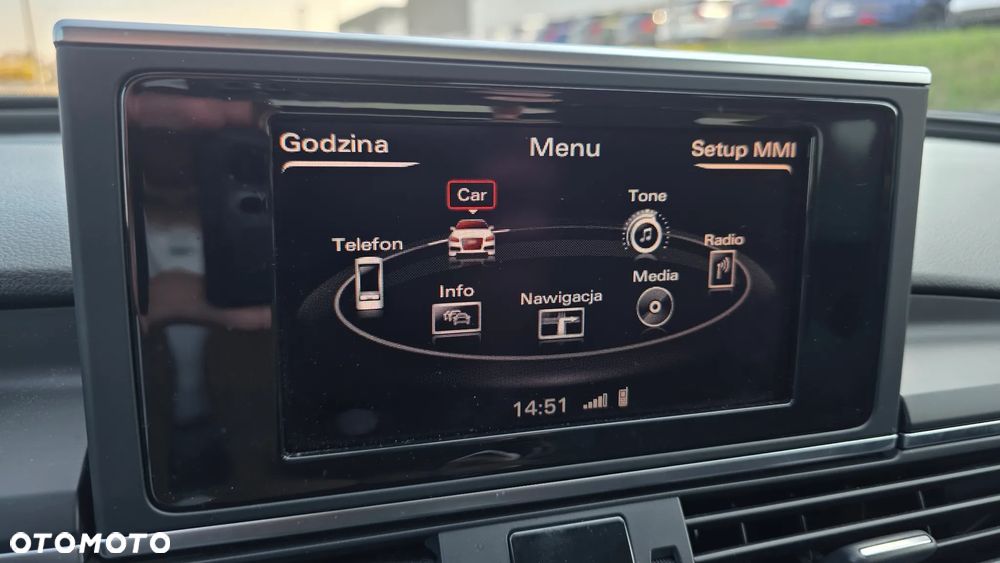 Godzina Menu Setup MMI
Car
Tone
Telefon
Radio
Info
Nawigacja
Media
14:51
OTOMOTO